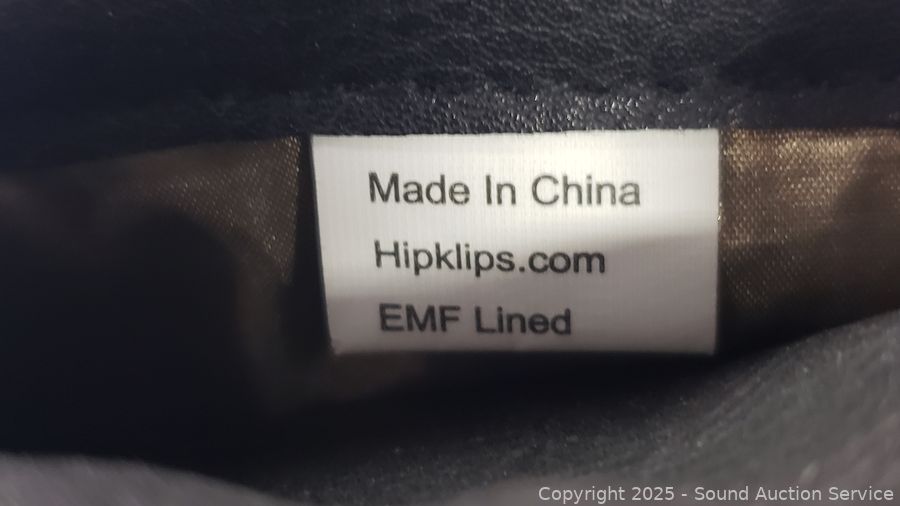 Made In China
Hipklips.com
EMF Lined
Copyright 2025 - Sound Auction Service